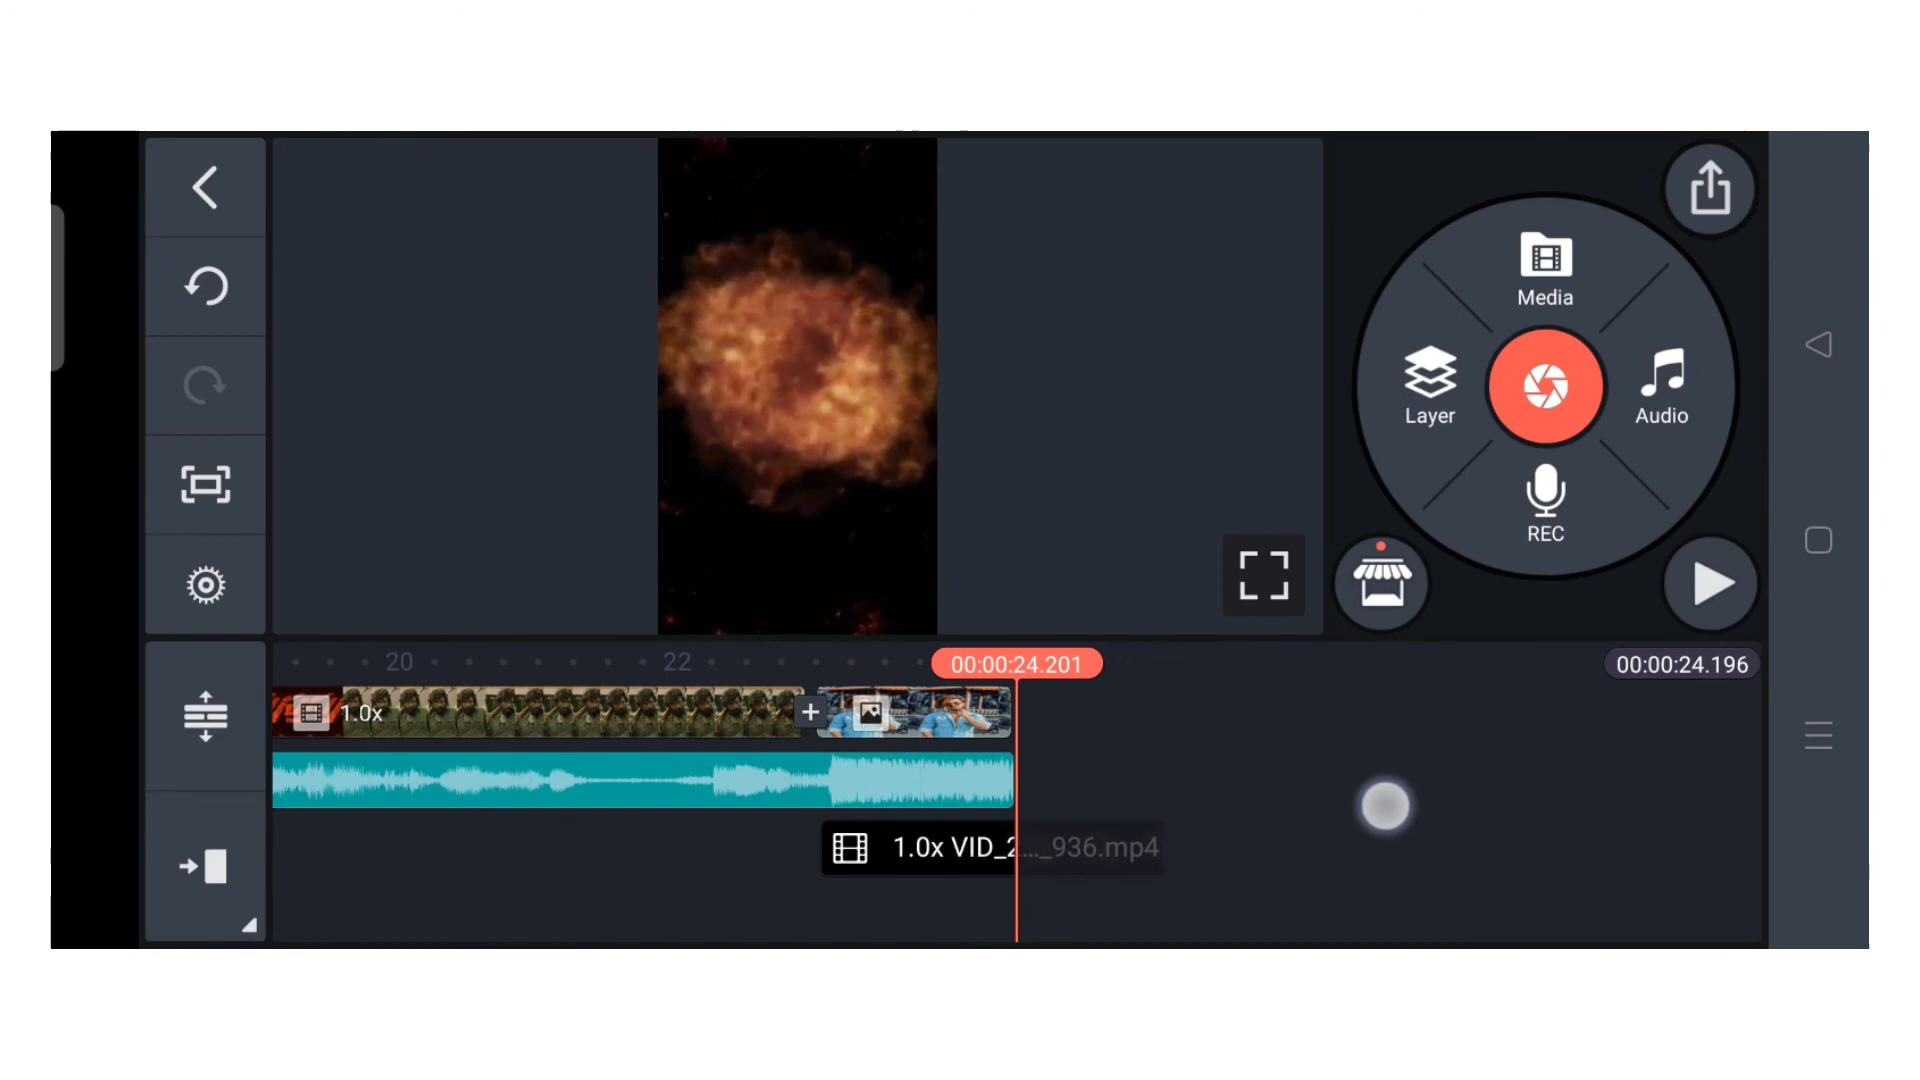 Media
Layer
Audio
REC
20
22
00:00:24.201
00:00:24.196
1.0x
1.0x VID_2..._936.mp4